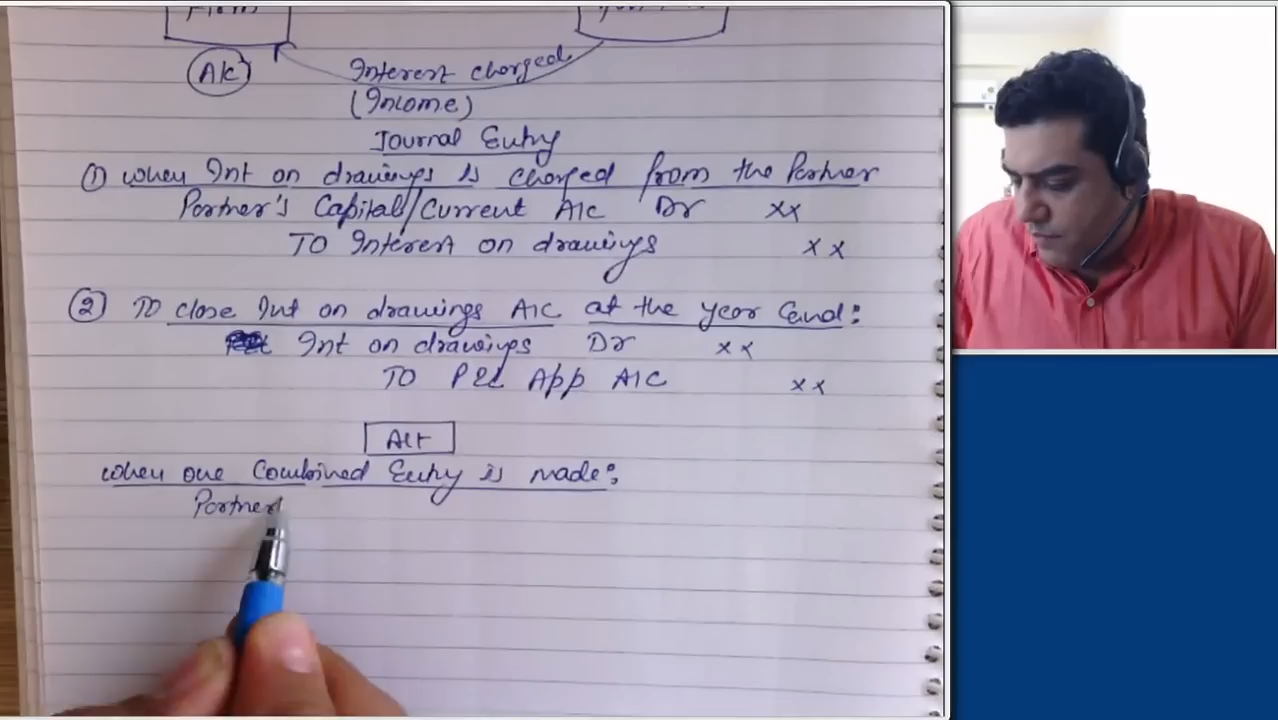 A/c
Interest charged
(Income)
Journal Entry
① When Int on drawings is charged from the Partner
Partner's Capital/Current A/c Dr xx
TO Interest on drawings xx
② To close Int on drawings A/C at the year end:
Int on drawings Dr xx
TO P&L App A/C xx
Alt
When one Combined Entry is made:
Partner